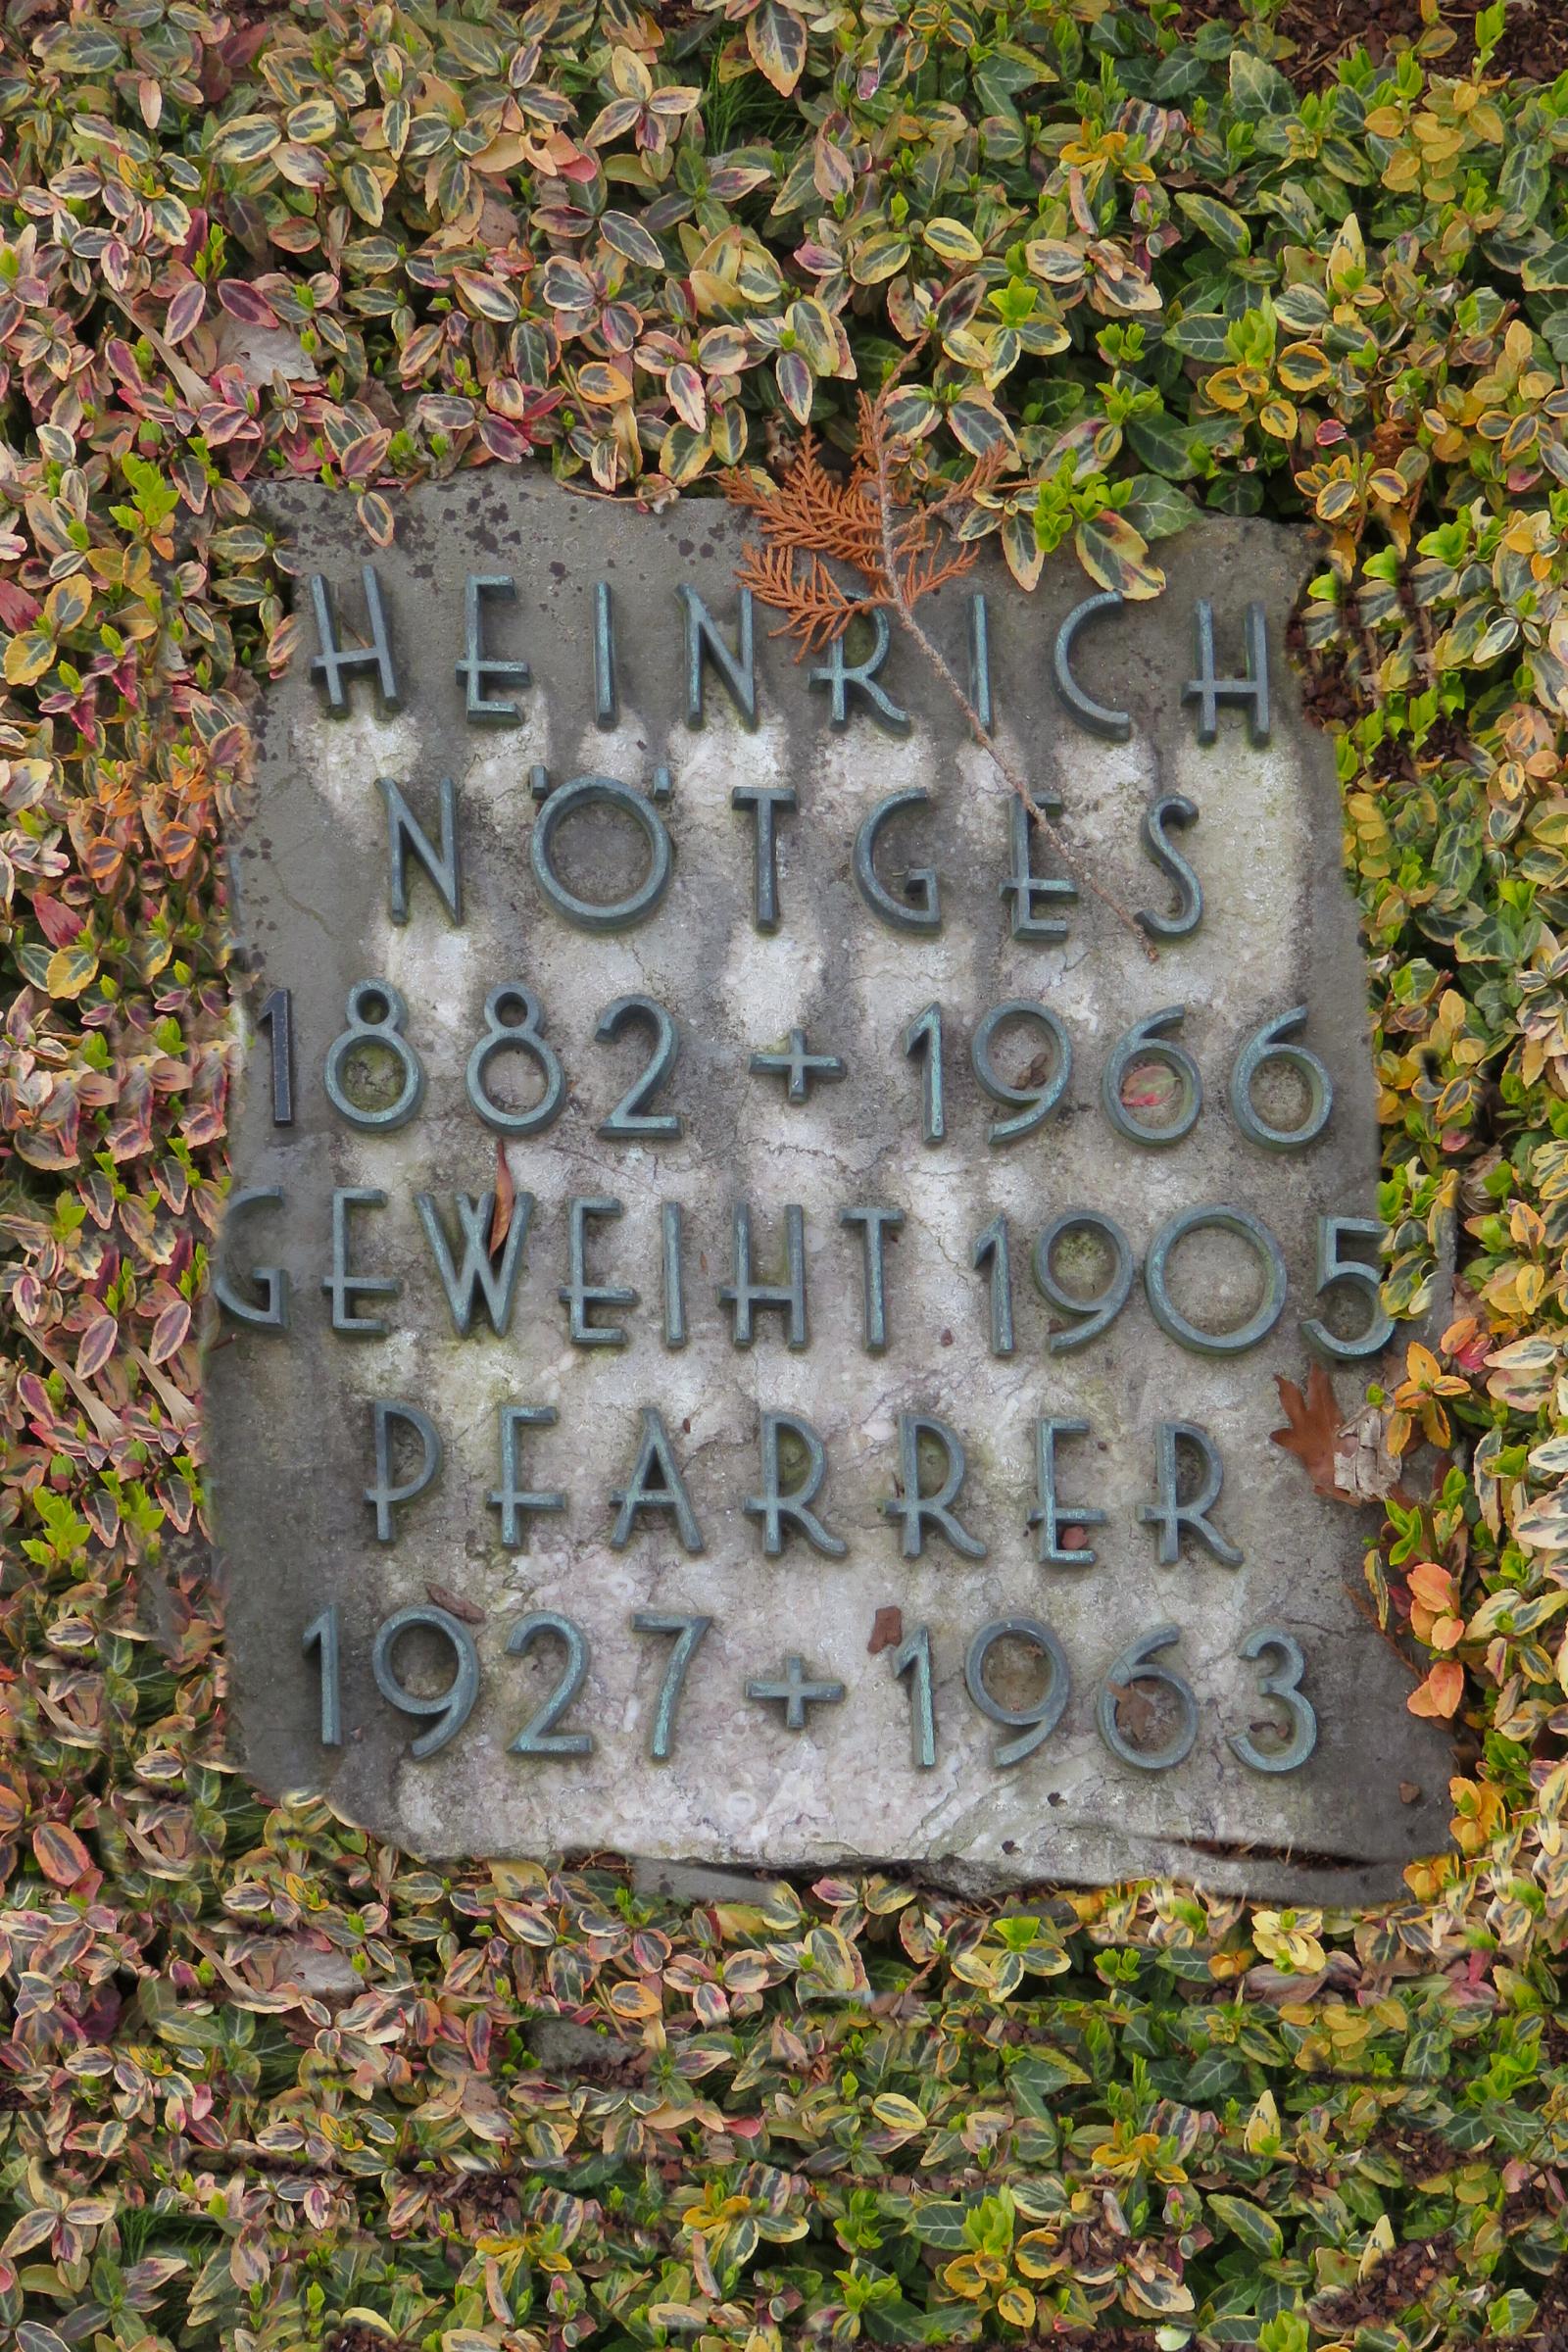 HEINRICH
NÖTGES
1882 + 1966
GEWEIHT 1905
PFARRER
1927 + 1963